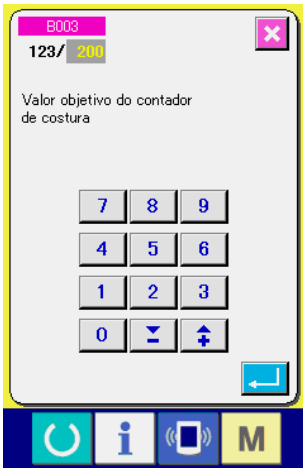 B003
123/ 200
Valor objetivo do contador
de costura
7 8 9
4 5 6
1 2 3
0
i M